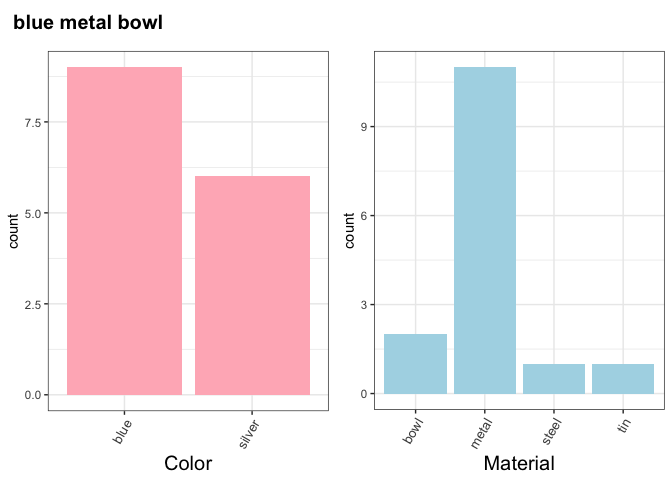 blue metal bowl
count
7.5
5.0
2.5
0.0
blue
silver
Color
count
9
6
3
0
bowl
metal
steel
tin
Material